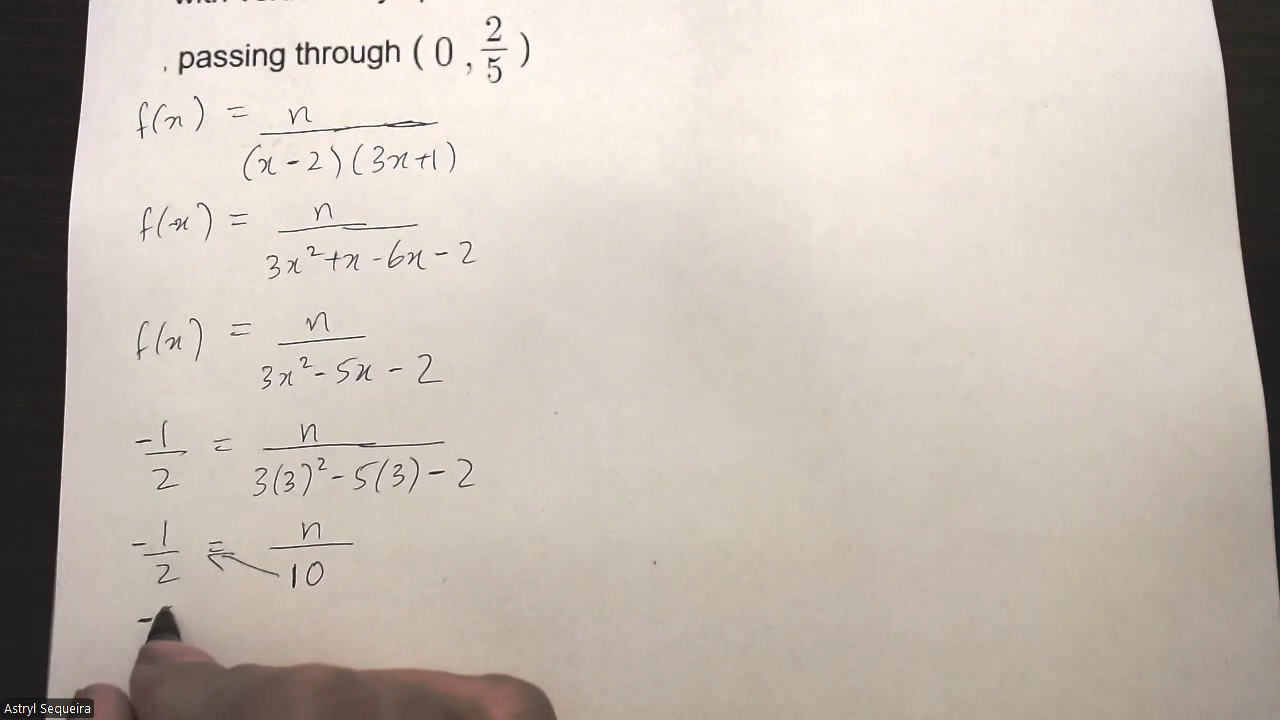 , passing through ( 0 , 2/5 )
f(x) = n / (x - 2)(3x+1)
f(x) = n / 3x²+x - 6x - 2
f(x) = n / 3x² - 5x - 2
-1/2 = n / 3(3)² - 5(3) - 2
-1/2 = n / 10
-
Astryl Sequeira